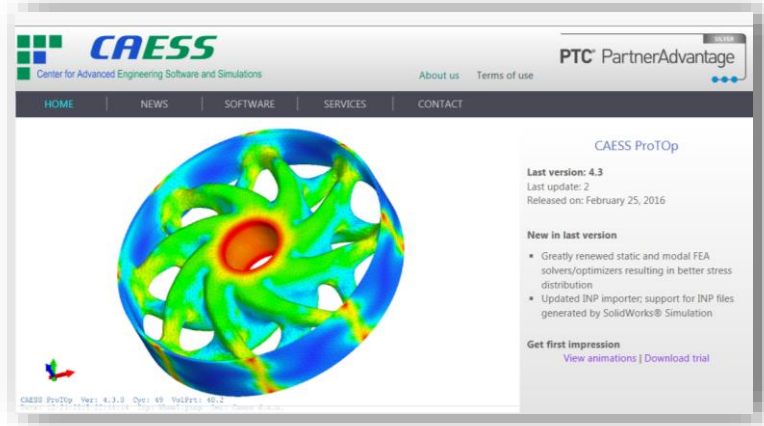 CAESS
Center for Advanced Engineering Software and Simulations
About us Terms of use
SILVER
PTC® PartnerAdvantage
HOME NEWS SOFTWARE SERVICES CONTACT
CAESS ProTOp
Last version: 4.3
Last update: 2
Released on: February 25, 2016
New in last version
Greatly renewed static and modal FEA
solvers/optimizers resulting in better stress
distribution
Updated INP importer; support for INP files
generated by SolidWorks® Simulation
Get first impression
View animations | Download trial
CAESS ProTOp Ver: 4.3.0 Cyc: 49 VolPrt: 40.2